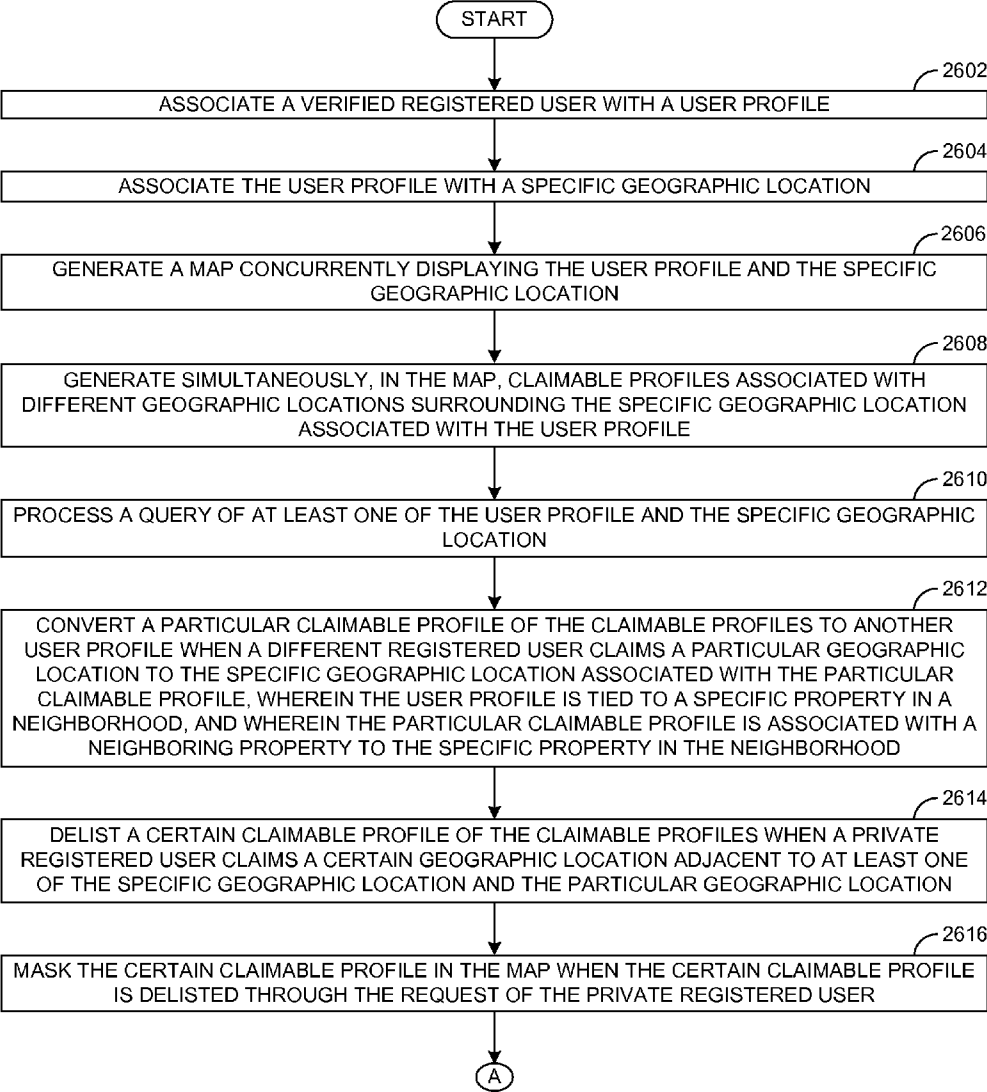 START
2602
ASSOCIATE A VERIFIED REGISTERED USER WITH A USER PROFILE
2604
ASSOCIATE THE USER PROFILE WITH A SPECIFIC GEOGRAPHIC LOCATION
2606
GENERATE A MAP CONCURRENTLY DISPLAYING THE USER PROFILE AND THE SPECIFIC
GEOGRAPHIC LOCATION
2608
GENERATE SIMULTANEOUSLY, IN THE MAP, CLAIMABLE PROFILES ASSOCIATED WITH
DIFFERENT GEOGRAPHIC LOCATIONS SURROUNDING THE SPECIFIC GEOGRAPHIC LOCATION
ASSOCIATED WITH THE USER PROFILE
2610
PROCESS A QUERY OF AT LEAST ONE OF THE USER PROFILE AND THE SPECIFIC GEOGRAPHIC
LOCATION
2612
CONVERT A PARTICULAR CLAIMABLE PROFILE OF THE CLAIMABLE PROFILES TO ANOTHER
USER PROFILE WHEN A DIFFERENT REGISTERED USER CLAIMS A PARTICULAR GEOGRAPHIC
LOCATION TO THE SPECIFIC GEOGRAPHIC LOCATION ASSOCIATED WITH THE PARTICULAR
CLAIMABLE PROFILE, WHEREIN THE USER PROFILE IS TIED TO A SPECIFIC PROPERTY IN A
NEIGHBORHOOD, AND WHEREIN THE PARTICULAR CLAIMABLE PROFILE IS ASSOCIATED WITH A
NEIGHBORING PROPERTY TO THE SPECIFIC PROPERTY IN THE NEIGHBORHOOD
2614
DELIST A CERTAIN CLAIMABLE PROFILE OF THE CLAIMABLE PROFILES WHEN A PRIVATE
REGISTERED USER CLAIMS A CERTAIN GEOGRAPHIC LOCATION ADJACENT TO AT LEAST ONE
OF THE SPECIFIC GEOGRAPHIC LOCATION AND THE PARTICULAR GEOGRAPHIC LOCATION
2616
MASK THE CERTAIN CLAIMABLE PROFILE IN THE MAP WHEN THE CERTAIN CLAIMABLE PROFILE
IS DELISTED THROUGH THE REQUEST OF THE PRIVATE REGISTERED USER
A